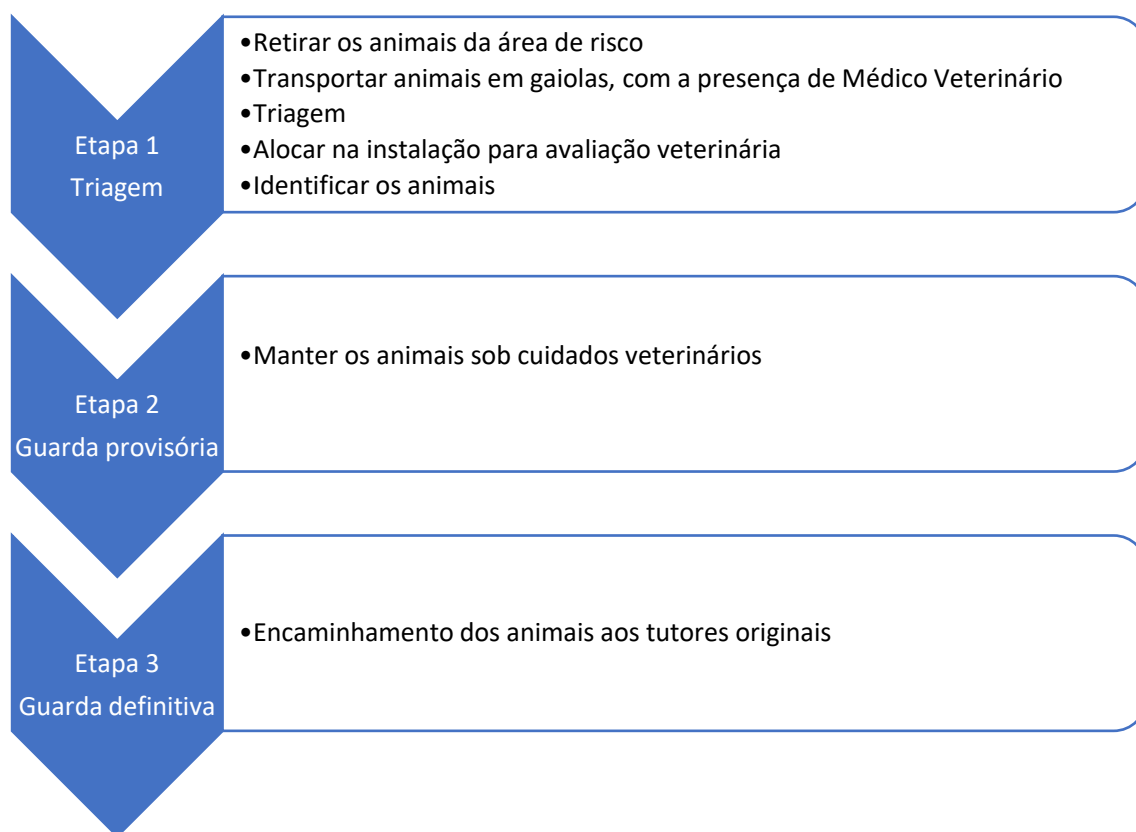 Etapa 1
Triagem
•Retirar os animais da área de risco
•Transportar animais em gaiolas, com a presença de Médico Veterinário
•Triagem
•Alocar na instalação para avaliação veterinária
•Identificar os animais
Etapa 2
Guarda provisória
•Manter os animais sob cuidados veterinários
Etapa 3
Guarda definitiva
•Encaminhamento dos animais aos tutores originais